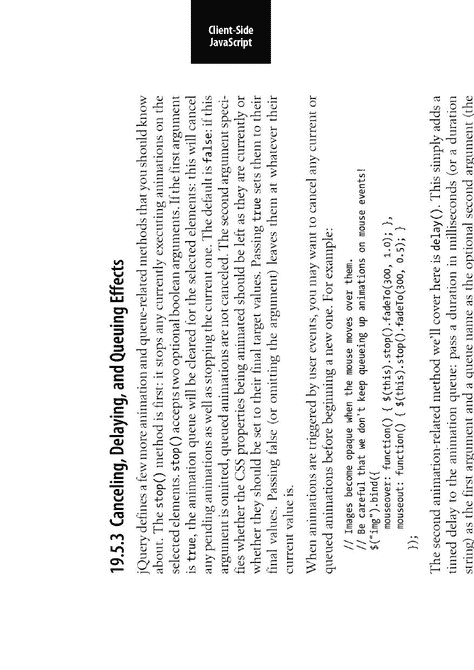 Client-Side
JavaScript
19.5.3 Canceling, Delaying, and Queuing Effects
jQuery defines a few more animation and queue-related methods that you should know
about. The stop() method is first: it stops any currently executing animations on the
selected elements. stop() accepts two optional boolean arguments. If the first argument
is true, the animation queue will be cleared for the selected elements: this will cancel
any pending animations as well as stopping the current one. The default is false: if this
argument is omitted, queued animations are not canceled. The second argument speci-
fies whether the CSS properties being animated should be left as they are currently or
whether they should be set to their final target values. Passing true sets them to their
final values. Passing false (or omitting the argument) leaves them at whatever their
current value is.
When animations are triggered by user events, you may want to cancel any current or
queued animations before beginning a new one. For example:
// Images become opaque when the mouse moves over them.
// Be careful that we don't keep queueing up animations on mouse events!
$("img").bind({
mouseover: function() { $(this).stop().fadeTo(300, 1.0); },
mouseout: function() { $(this).stop().fadeTo(300, 0.5); }
});
The second animation-related method we'll cover here is delay(). This simply adds a
timed delay to the animation queue: pass a duration in milliseconds (or a duration
string) as the first argument and a queue name as the optional second argument (the